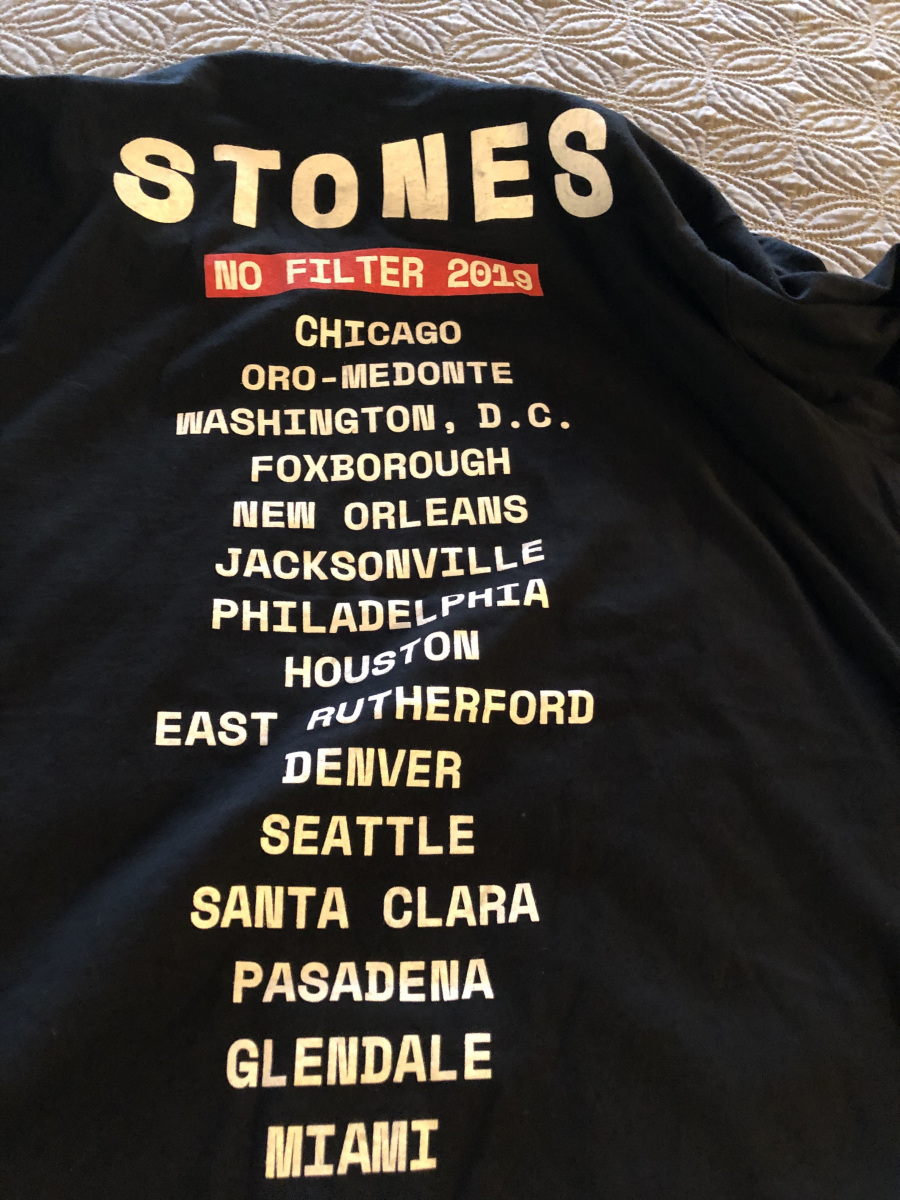 STONES
NO FILTER 2019
CHICAGO
ORO-MEDONTE
WASHINGTON, D.C.
FOXBOROUGH
NEW ORLEANS
JACKSONVILLE
PHILADELPHIA
HOUSTON
EAST RUTHERFORD
DENVER
SEATTLE
SANTA CLARA
PASADENA
GLENDALE
MIAMI